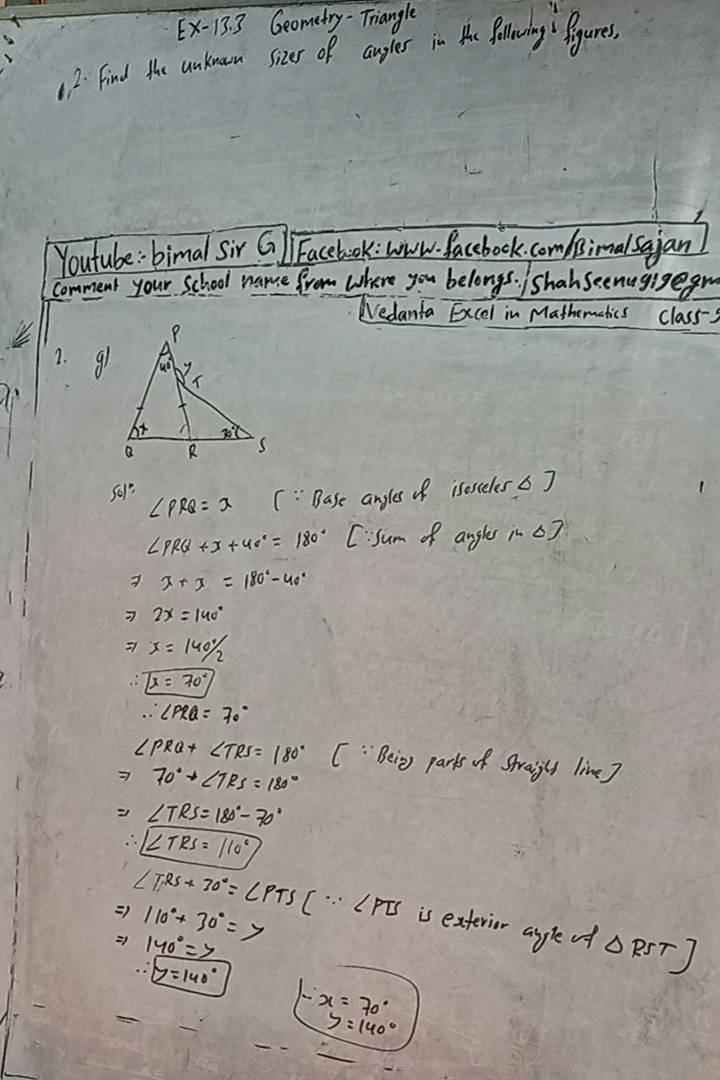 EX-13.3 Geometry-Triangle
2. Find the unknown sizes of angles in the following's figures,
Youtube:- bimal Sir G Facebook: www.facebook.com/Bimalsajan
Comment your School name from where you belongs. / Shahseenu919@gm
Vedanta Excel in Mathematics Class-9
2. g)
P
40°
y
T
x
30°
Q R S
Solⁿ.
∠PRQ = x [∵ Base angles of isosceles Δ]
∠PRQ + x + 40° = 180° [∵ Sum of angles in Δ]
⇒ x + x = 180° - 40°
⇒ 2x = 140°
⇒ x = 140°/2
∴ x = 70°
∴ ∠PRQ = 70°
∠PRQ + ∠TRS = 180° [∵ Being parts of straight line]
⇒ 70° + ∠TRS = 180°
⇒ ∠TRS = 180° - 70°
∴ ∠TRS = 110°
∠TRS + 30° = ∠PTS [∵ ∠PTS is exterior angle of Δ RST]
⇒ 110° + 30° = y
⇒ 140° = y
∴ y = 140°
∴ x = 70°
y = 140°